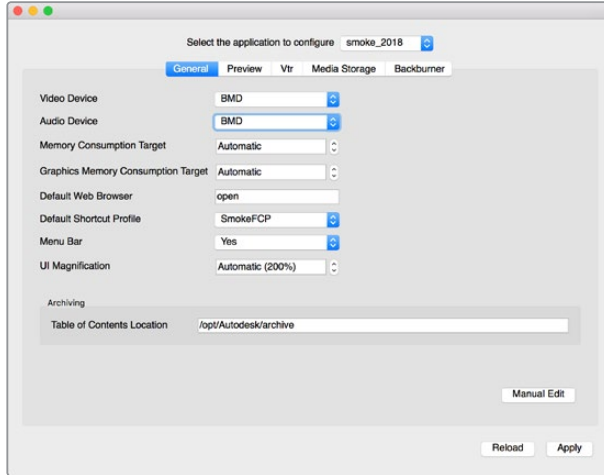 Select the application to configure smoke_2018
General Preview Vtr Media Storage Backburner
Video Device BMD
Audio Device BMD
Memory Consumption Target Automatic
Graphics Memory Consumption Target Automatic
Default Web Browser open
Default Shortcut Profile SmokeFCP
Menu Bar Yes
UI Magnification Automatic (200%)
Archiving
Table of Contents Location /opt/Autodesk/archive
Manual Edit
Reload Apply